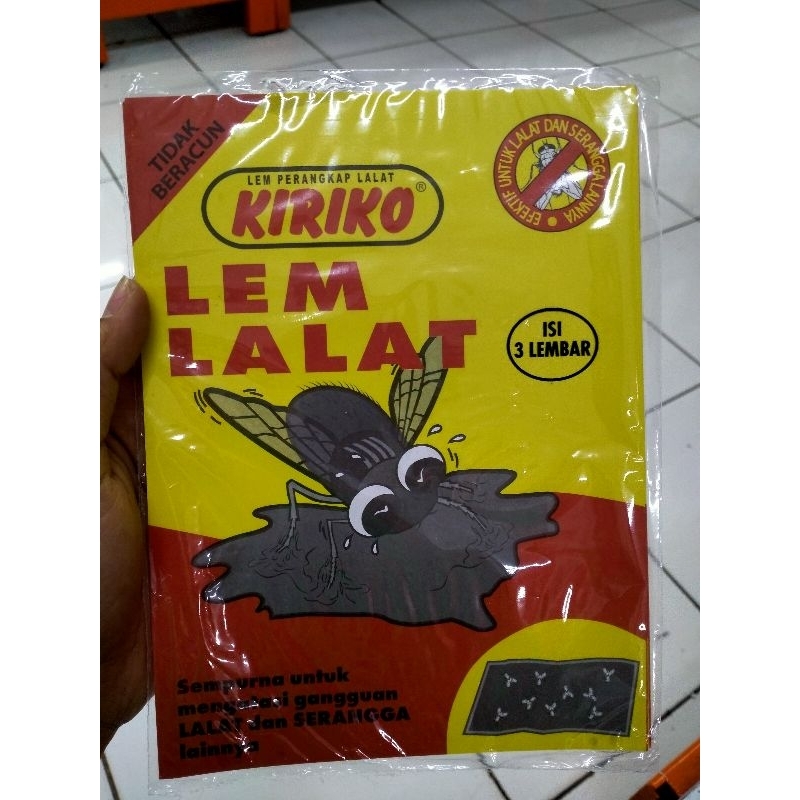 TIDAK
BERACUN
LEM PERANGKAP LALAT
KIRIKO®
EFEKTIF UNTUK LALAT DAN SERANGGA LAINNYA
LEM
LALAT
ISI
3 LEMBAR
Sempurna untuk
mengatasi gangguan
LALAT dan SERANGGA
lainnya